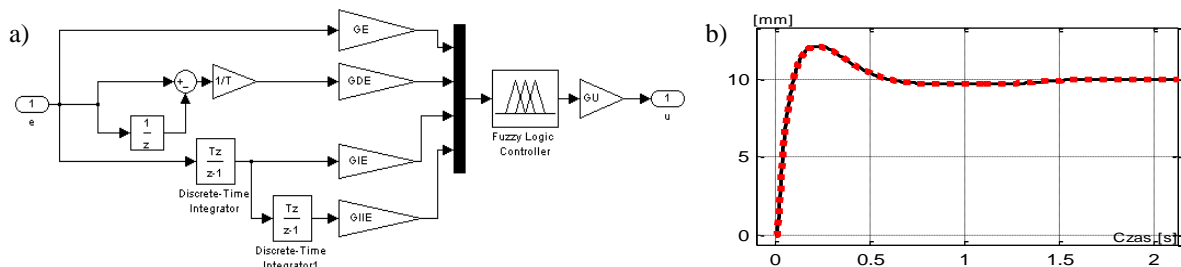 a)
GE
1/T
GDE
1
e
1
z
Tz
z-1
Discrete-Time
Integrator
GIE
Tz
z-1
Discrete-Time
Integrator1
GIIE
Fuzzy Logic
Controller
GU
1
u
b)
[mm]
10
5
0
Czas [s]
0
0.5
1
1.5
2